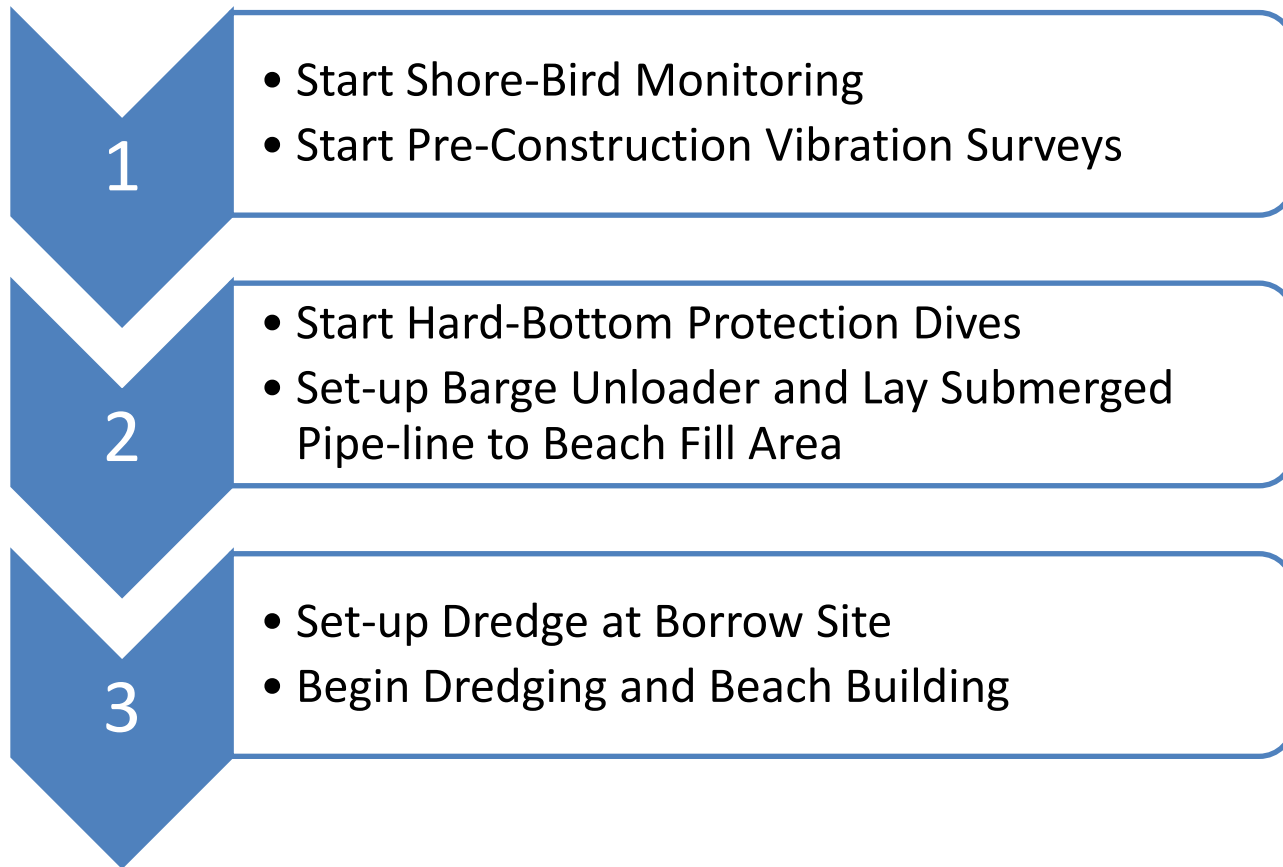 1
• Start Shore-Bird Monitoring
• Start Pre-Construction Vibration Surveys
2
• Start Hard-Bottom Protection Dives
• Set-up Barge Unloader and Lay Submerged
Pipe-line to Beach Fill Area
3
• Set-up Dredge at Borrow Site
• Begin Dredging and Beach Building